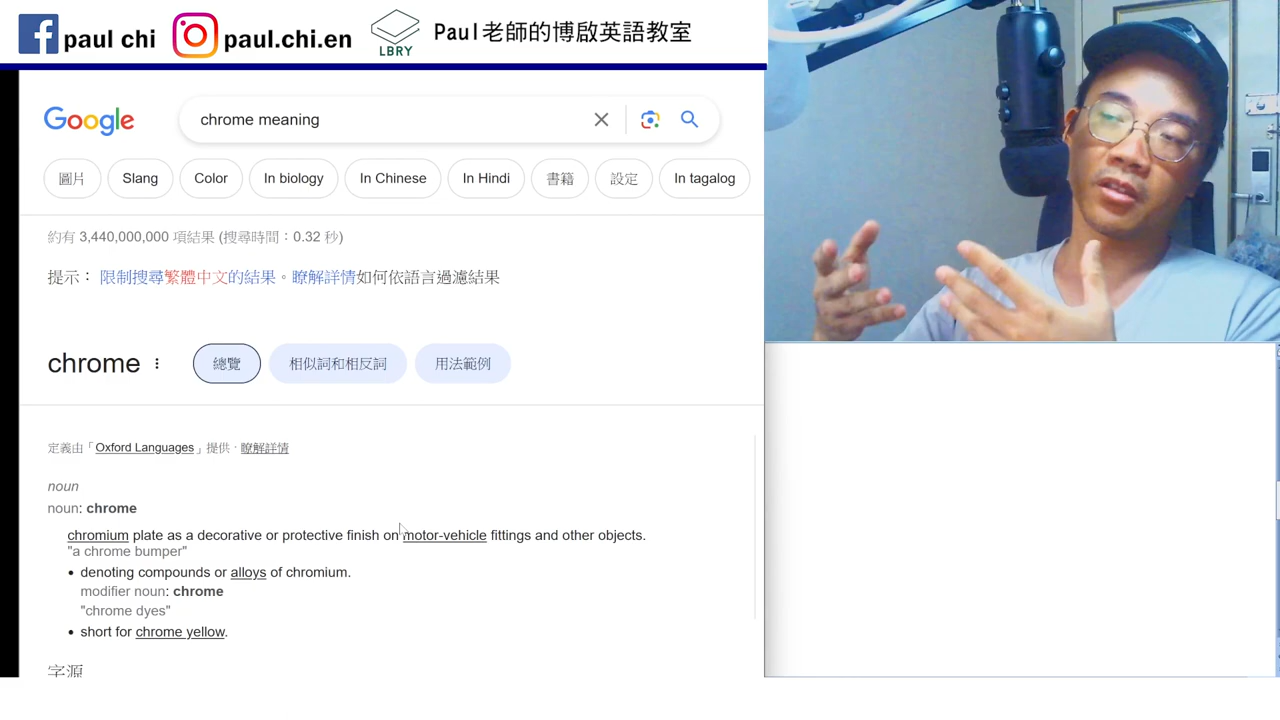 paul chi
paul.chi.en
LBRY
Paul老師的博啟英語教室
Google
chrome meaning
圖片
Slang
Color
In biology
In Chinese
In Hindi
書籍
設定
In tagalog
約有 3,440,000,000 項結果 (搜尋時間:0.32 秒)
提示: 限制搜尋繁體中文的結果。瞭解詳情如何依語言過濾結果
chrome
總覽
相似詞和相反詞
用法範例
定義由「Oxford Languages」提供 · 瞭解詳情
noun
noun: chrome
chromium plate as a decorative or protective finish on motor-vehicle fittings and other objects.
"a chrome bumper"
• denoting compounds or alloys of chromium.
modifier noun: chrome
"chrome dyes"
• short for chrome yellow.
字源